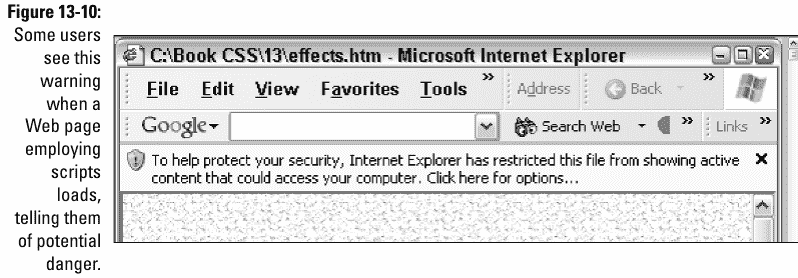 Figure 13-10:
Some users
see this
warning
when a
Web page
employing
scripts
loads,
telling them
of potential
danger.
C:\Book CSS\13\effects.htm - Microsoft Internet Explorer
File Edit View Favorites Tools » Address Back »
Google Search Web » Links »
To help protect your security, Internet Explorer has restricted this file from showing active
content that could access your computer. Click here for options...